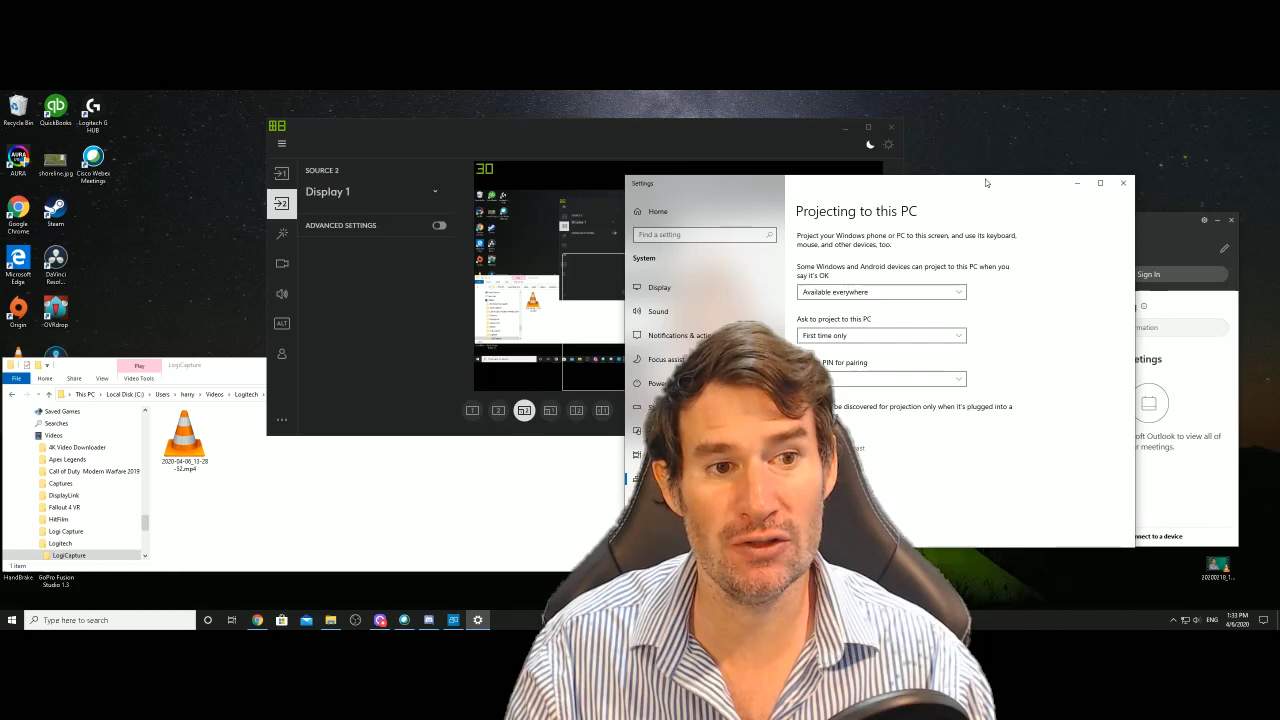 Recycle Bin
QuickBooks
Logitech G
HUB
AURA
shoreline.jpg
Cisco Webex
Meetings
Google
Chrome
Steam
Microsoft
Edge
DaVinci
Resol...
Origin
OVRdrop
SOURCE 2
Display 1
ADVANCED SETTINGS
ALT
30
Settings
Home
Find a setting
System
Display
Sound
Notifications & actio
Focus assist
Power
Projecting to this PC
Project your Windows phone or PC to this screen, and use its keyboard,
mouse, and other devices, too.
Some Windows and Android devices can project to this PC when you
say it's OK
Available everywhere
Ask to project to this PC
First time only
PIN for pairing
be discovered for projection only when it's plugged into a
Sign In
rmation
etings
oft Outlook to view all of
r meetings.
nnect to a device
Play
LogiCapture
File
Home
Share
View
Video Tools
This PC
Local Disk (C:)
Users
harry
Videos
Logitech
Saved Games
Searches
Videos
4K Video Downloader
Apex Legends
Call of Duty Modern Warfare 2019
Captures
DisplayLink
Fallout 4 VR
HitFilm
Logi Capture
Logitech
LogiCapture
2020-04-06_13-28
-52.mp4
1 item
HandBrake
GoPro Fusion
Studio 1.3
20200218_1...
Type here to search
ENG
1:33 PM
4/6/2020